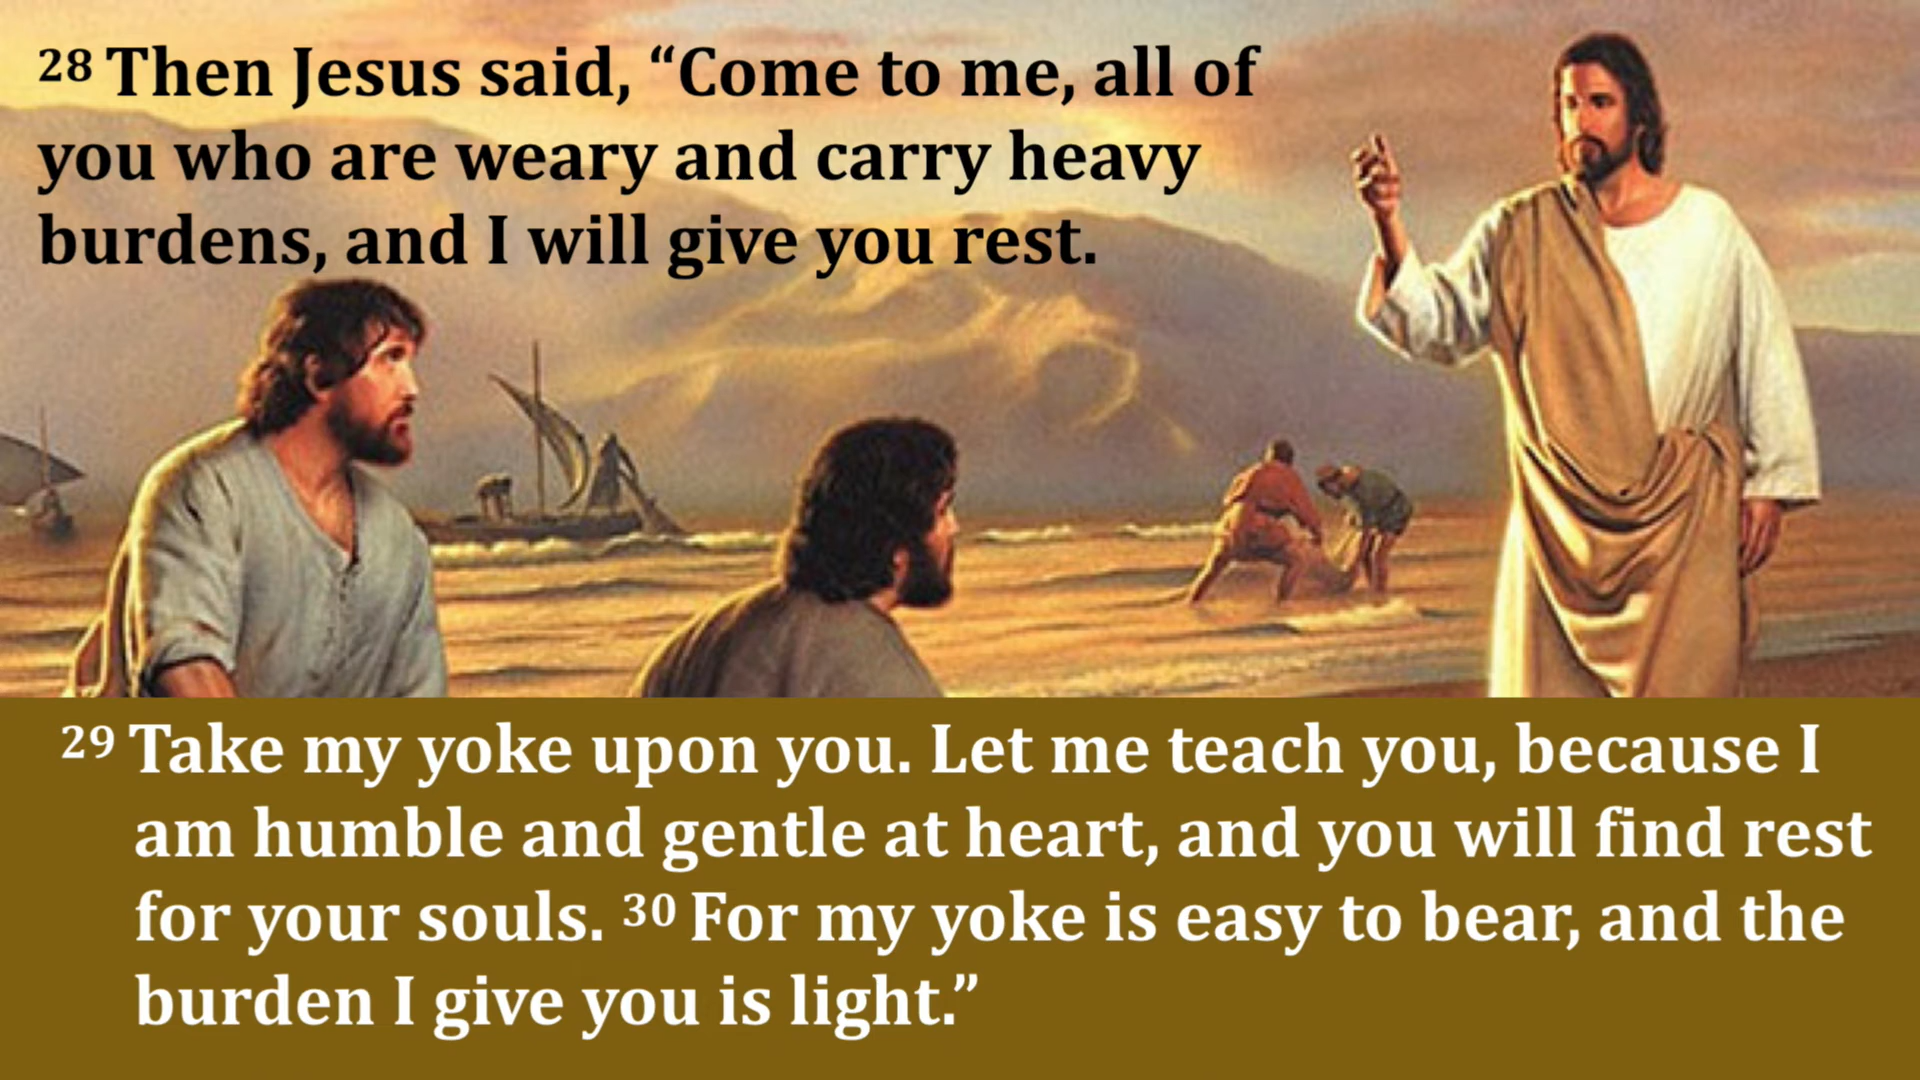 28 Then Jesus said, “Come to me, all of
you who are weary and carry heavy
burdens, and I will give you rest.
29 Take my yoke upon you. Let me teach you, because I
am humble and gentle at heart, and you will find rest
for your souls. 30 For my yoke is easy to bear, and the
burden I give you is light.”